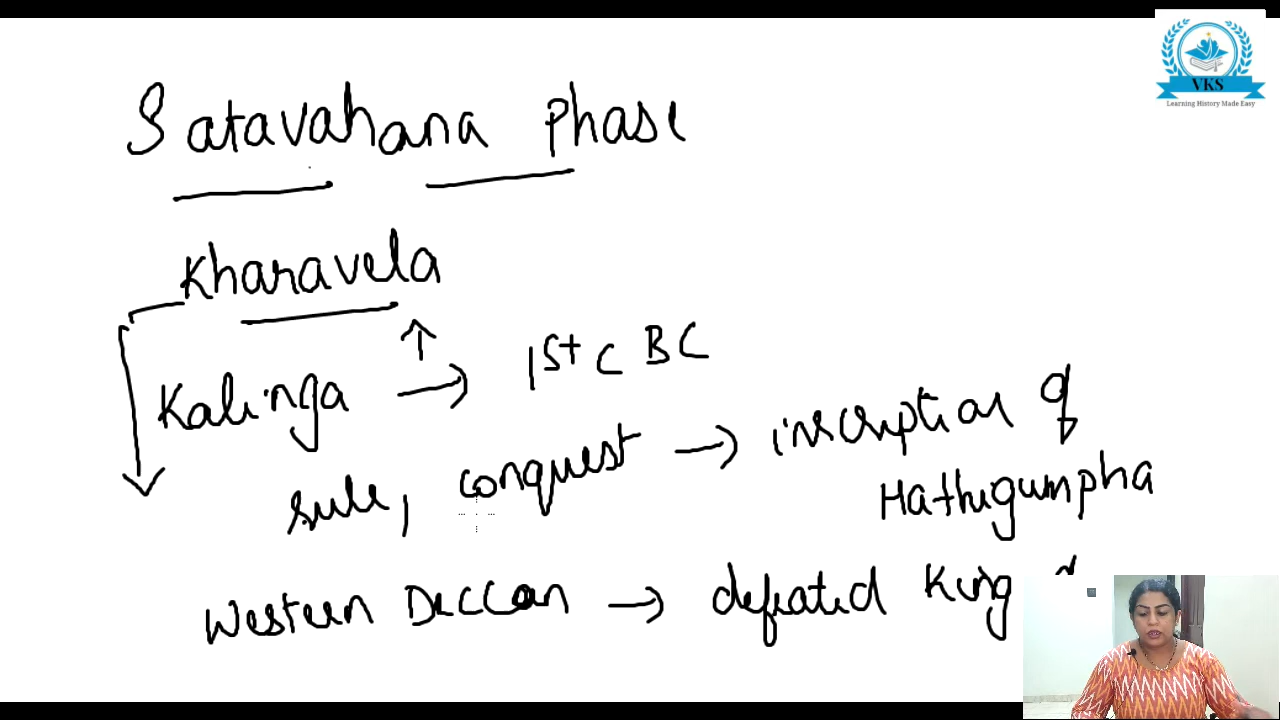 VKS
Learning History Made Easy
Satavahana Phase
Kharavela
Kalinga → 1st C BC
rule, conquest → inscription of
Hathigumpha
Western Deccan → defeated King of